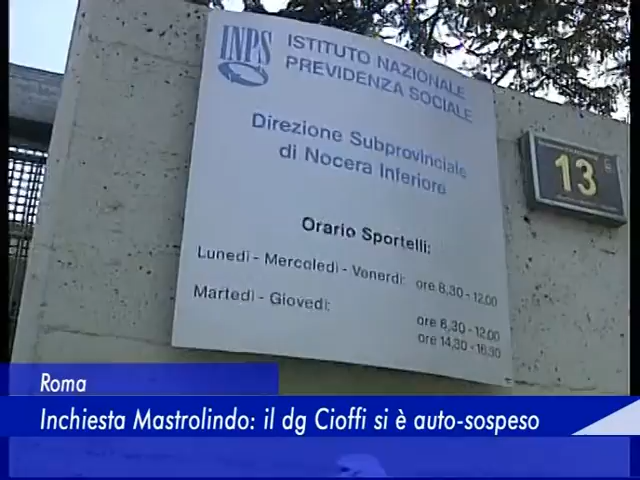 INPS
ISTITUTO NAZIONALE
PREVIDENZA SOCIALE
Direzione Subprovinciale
di Nocera Inferiore
Orario Sportelli:
Lunedì - Mercoledì - Venerdì: ore 8,30 - 12,00
Martedì - Giovedì: ore 8,30 - 12,00
ore 14,30 - 16,30
13
Roma
Inchiesta Mastrolindo: il dg Cioffi si è auto-sospeso